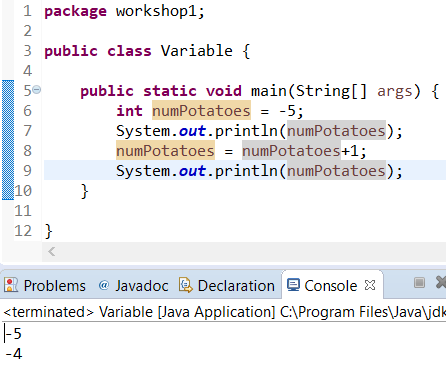 1 package workshop1;
2
3 public class Variable {
4
5 public static void main(String[] args) {
6 int numPotatoes = -5;
7 System.out.println(numPotatoes);
8 numPotatoes = numPotatoes+1;
9 System.out.println(numPotatoes);
10 }
11
12 }
Problems @ Javadoc Declaration Console
<terminated> Variable [Java Application] C:\Program Files\Java\jdk
-5
-4